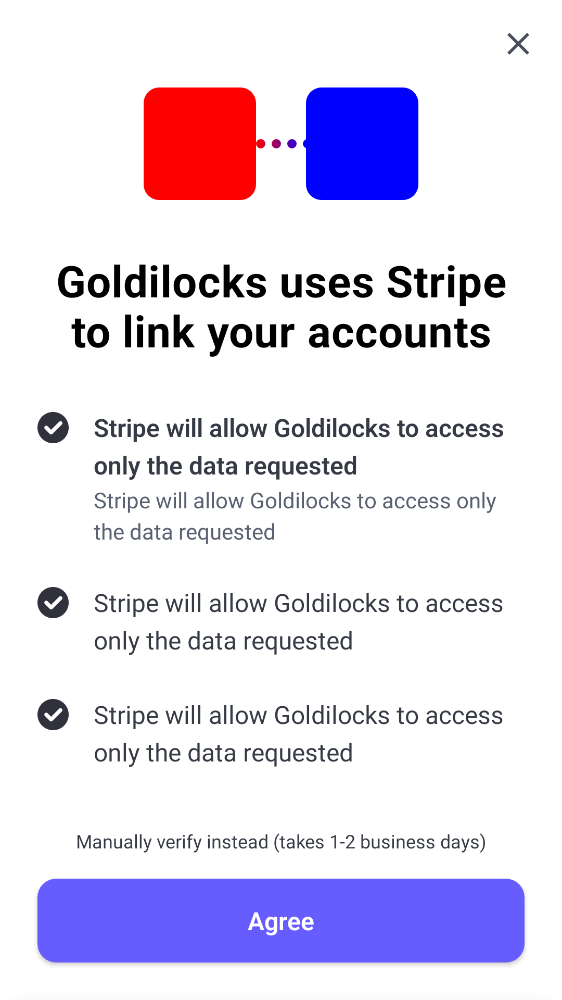 Goldilocks uses Stripe
to link your accounts
Stripe will allow Goldilocks to access
only the data requested
Stripe will allow Goldilocks to access only
the data requested
Stripe will allow Goldilocks to access
only the data requested
Stripe will allow Goldilocks to access
only the data requested
Manually verify instead (takes 1-2 business days)
Agree